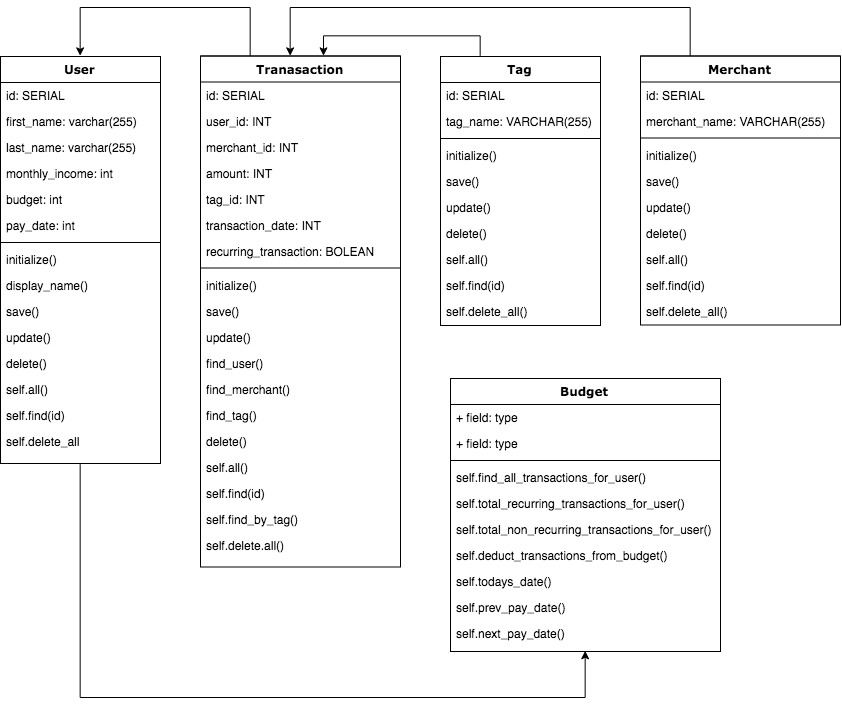 User
id: SERIAL
first_name: varchar(255)
last_name: varchar(255)
monthly_income: int
budget: int
pay_date: int
initialize()
display_name()
save()
update()
delete()
self.all()
self.find(id)
self.delete_all
Tranasaction
id: SERIAL
user_id: INT
merchant_id: INT
amount: INT
tag_id: INT
transaction_date: INT
recurring_transaction: BOLEAN
initialize()
save()
update()
find_user()
find_merchant()
find_tag()
delete()
self.all()
self.find(id)
self.find_by_tag()
self.delete.all()
Tag
id: SERIAL
tag_name: VARCHAR(255)
initialize()
save()
update()
delete()
self.all()
self.find(id)
self.delete_all()
Merchant
id: SERIAL
merchant_name: VARCHAR(255)
initialize()
save()
update()
delete()
self.all()
self.find(id)
self.delete_all()
Budget
+ field: type
+ field: type
self.find_all_transactions_for_user()
self.total_recurring_transactions_for_user()
self.total_non_recurring_transactions_for_user()
self.deduct_transactions_from_budget()
self.todays_date()
self.prev_pay_date()
self.next_pay_date()